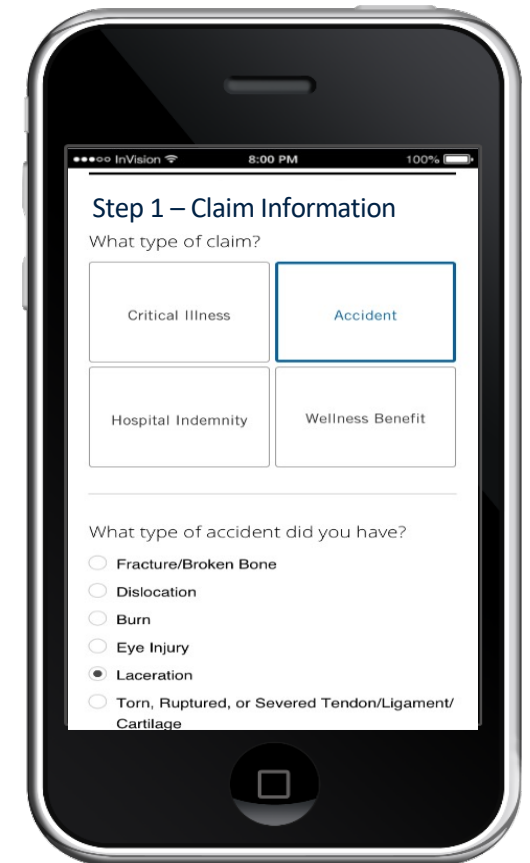 InVision 8:00 PM 100%
Step 1 – Claim Information
What type of claim?
Critical Illness Accident
Hospital Indemnity Wellness Benefit
What type of accident did you have?
Fracture/Broken Bone
Dislocation
Burn
Eye Injury
Laceration
Torn, Ruptured, or Severed Tendon/Ligament/
Cartilage